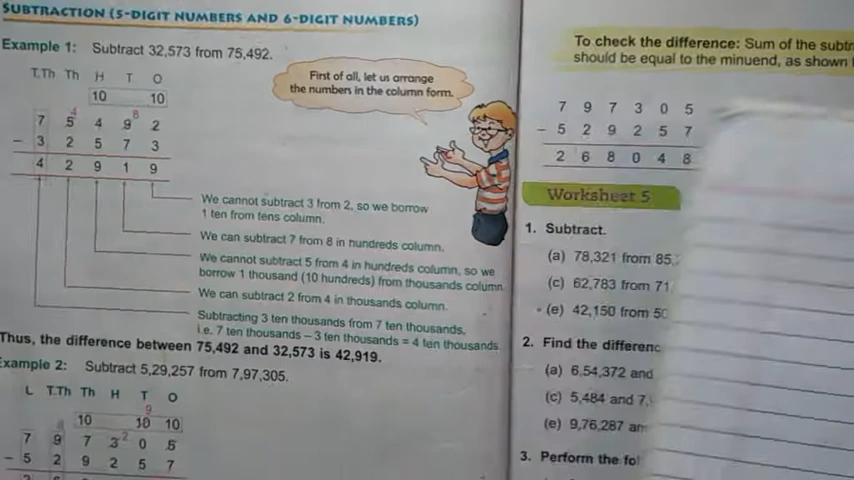 SUBTRACTION (5-DIGIT NUMBERS AND 6-DIGIT NUMBERS)
Example 1: Subtract 32,573 from 75,492.
T.Th Th H T O
10 10
4 8
7 5 4 9 2
- 3 2 5 7 3
4 2 9 1 9
First of all, let us arrange
the numbers in the column form.
We cannot subtract 3 from 2, so we borrow
1 ten from tens column.
We can subtract 7 from 8 in hundreds column.
We cannot subtract 5 from 4 in hundreds column, so we
borrow 1 thousand (10 hundreds) from thousands column.
We can subtract 2 from 4 in thousands column.
Subtracting 3 ten thousands from 7 ten thousands,
i.e. 7 ten thousands – 3 ten thousands = 4 ten thousands.
Thus, the difference between 75,492 and 32,573 is 42,919.
Example 2: Subtract 5,29,257 from 7,97,305.
L T.Th Th H T O
9
8 10 10 10
7 9 7 3 2 0 5
- 5 2 9 2 5 7
To check the difference: Sum of the subtr
should be equal to the minuend, as shown
7 9 7 3 0 5
- 5 2 9 2 5 7
2 6 8 0 4 8
Worksheet 5
1. Subtract.
(a) 78,321 from 85,
(c) 62,783 from 71
(e) 42,150 from 50
2. Find the differenc
(a) 6,54,372 and
(c) 5,484 and 7,
(e) 9,76,287 an
3. Perform the fol